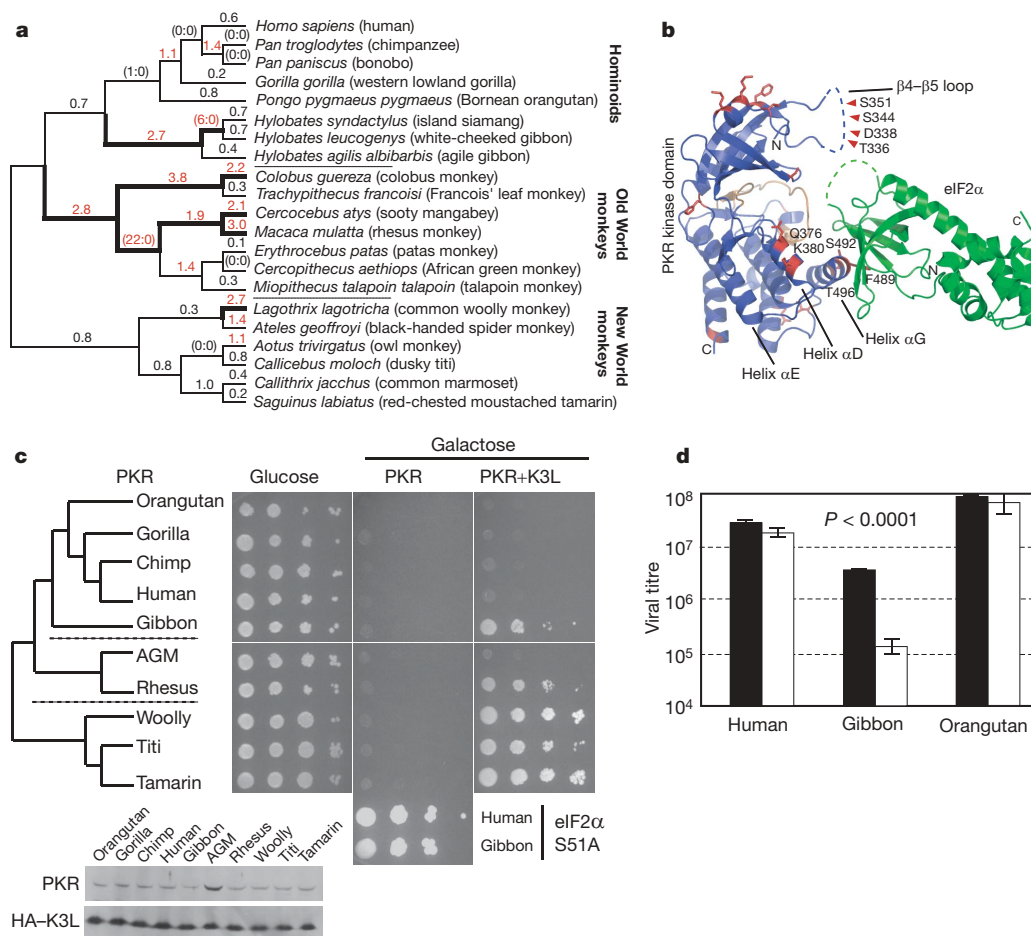 a
0.6
Homo sapiens (human)
(0:0)
(0:0)
1.4
Pan troglodytes (chimpanzee)
1.1
(0:0)
Pan paniscus (bonobo)
(1:0)
0.2
Gorilla gorilla (western lowland gorilla)
0.8
Pongo pygmaeus pygmaeus (Bornean orangutan)
0.7
(6:0)
0.7
Hylobates syndactylus (island siamang)
2.7
0.7
Hylobates leucogenys (white-cheeked gibbon)
0.4
Hylobates agilis albibarbis (agile gibbon)
2.2
3.8
Colobus guereza (colobus monkey)
0.3
Trachypithecus francoisi (Francois' leaf monkey)
2.8
2.1
1.9
Cercocebus atys (sooty mangabey)
3.0
Macaca mulatta (rhesus monkey)
(22:0)
0.1
Erythrocebus patas (patas monkey)
1.4
(0:0)
Cercopithecus aethiops (African green monkey)
0.3
Miopithecus talapoin talapoin (talapoin monkey)
2.7
0.3
Lagothrix lagotricha (common woolly monkey)
1.4
Ateles geoffroyi (black-handed spider monkey)
0.8
(0:0)
1.1
Aotus trivirgatus (owl monkey)
0.8
Callicebus moloch (dusky titi)
0.8
0.4
Callithrix jacchus (common marmoset)
1.0
0.2
Saguinus labiatus (red-chested moustached tamarin)
Hominoids
Old World
monkeys
New World
monkeys
b
β4–β5 loop
S351
S344
D338
T336
N
PKR kinase domain
eIF2α
Q376
K380
S492
F489
T496
N
C
C
Helix αG
Helix αD
Helix αE
c
Galactose
PKR
Glucose
PKR
PKR+K3L
Orangutan
Gorilla
Chimp
Human
Gibbon
AGM
Rhesus
Woolly
Titi
Tamarin
Human
Gibbon
eIF2α
S51A
Orangutan
Gorilla
Chimp
Human
Gibbon
AGM
Rhesus
Woolly
Titi
Tamarin
PKR
HA–K3L
d
10⁸
10⁷
10⁶
10⁵
10⁴
Viral titre
P < 0.0001
Human
Gibbon
Orangutan